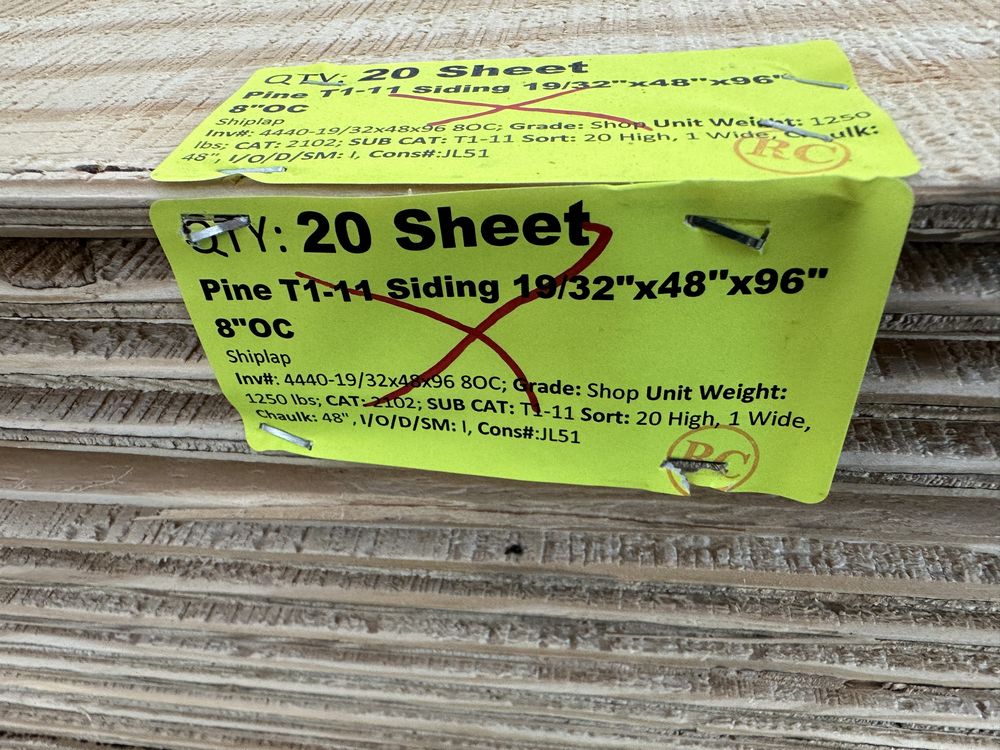 QTY: 20 Sheet
Pine T1-11 Siding 19/32"x48"x96"
8"OC
Shiplap
Inv#: 4440-19/32x48x96 8OC; Grade: Shop Unit Weight: 1250
lbs; CAT: 2102; SUB CAT: T1-11 Sort: 20 High, 1 Wide, Chaulk:
48", I/O/D/SM: I, Cons#:JL51
RC
QTY: 20 Sheet
Pine T1-11 Siding 19/32"x48"x96"
8"OC
Shiplap
Inv#: 4440-19/32x48x96 8OC; Grade: Shop Unit Weight:
1250 lbs; CAT: 2102; SUB CAT: T1-11 Sort: 20 High, 1 Wide,
Chaulk: 48", I/O/D/SM: I, Cons#:JL51
RC